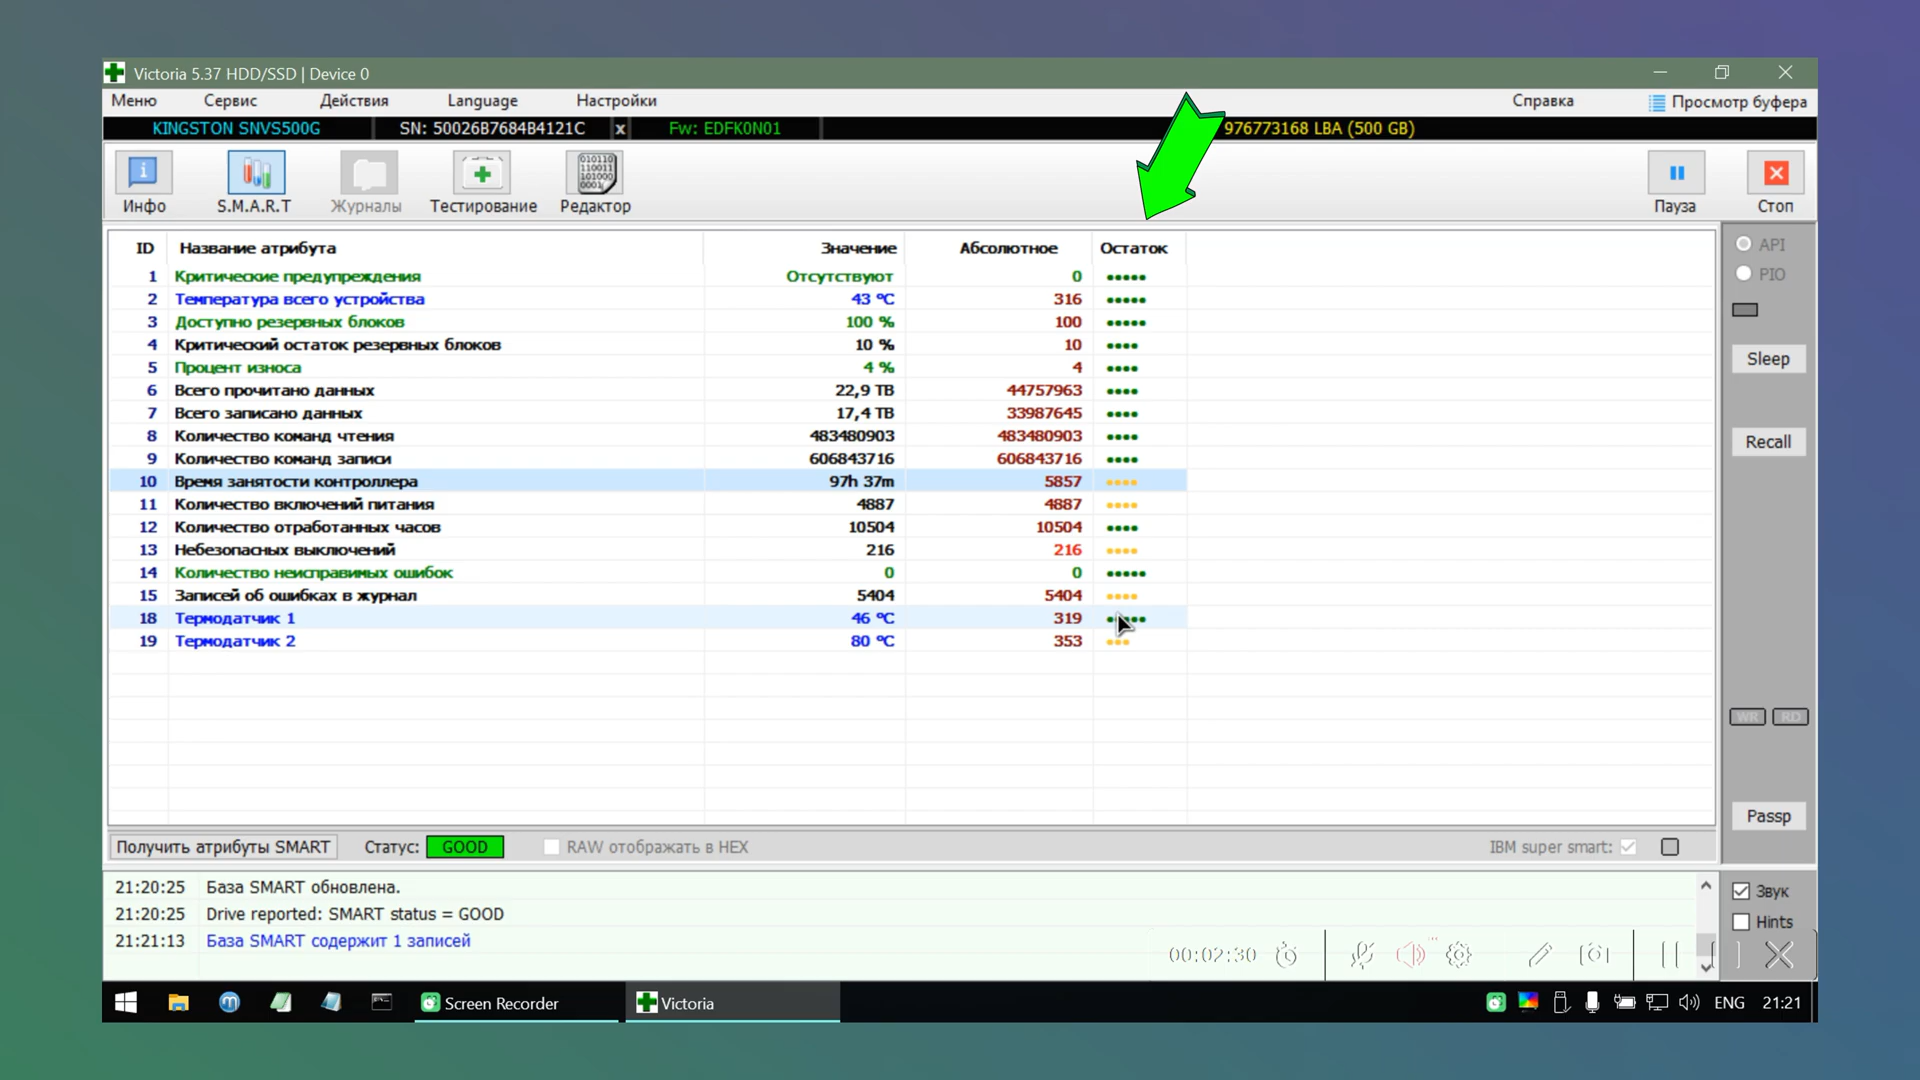 Victoria 5.37 HDD/SSD | Device 0
Меню Сервис Действия Language Настройки Справка Просмотр буфера
KINGSTON SNVS500G SN: 50026B7684B4121C x Fw: EDFK0N01 976773168 LBA (500 GB)
Инфо S.M.A.R.T Журналы Тестирование Редактор Пауза Стоп
ID Название атрибута Значение Абсолютное Остаток
1 Критические предупреждения Отсутствуют 0
2 Температура всего устройства 43 °C 316
3 Доступно резервных блоков 100 % 100
4 Критический остаток резервных блоков 10 % 10
5 Процент износа 4 % 4
6 Всего прочитано данных 22,9 TB 44757963
7 Всего записано данных 17,4 TB 33987645
8 Количество команд чтения 483480903 483480903
9 Количество команд записи 606843716 606843716
10 Время занятости контроллера 97h 37m 5857
11 Количество включений питания 4887 4887
12 Количество отработанных часов 10504 10504
13 Небезопасных выключений 216 216
14 Количество неисправимых ошибок 0 0
15 Записей об ошибках в журнал 5404 5404
18 Термодатчик 1 46 °C 319
19 Термодатчик 2 80 °C 353
API
PIO
Sleep
Recall
WR RD
Passp
Получить атрибуты SMART Статус: GOOD RAW отображать в HEX IBM super smart:
21:20:25 База SMART обновлена.
21:20:25 Drive reported: SMART status = GOOD
21:21:13 База SMART содержит 1 записей
Звук
Hints
00:02:30
Screen Recorder Victoria ENG 21:21